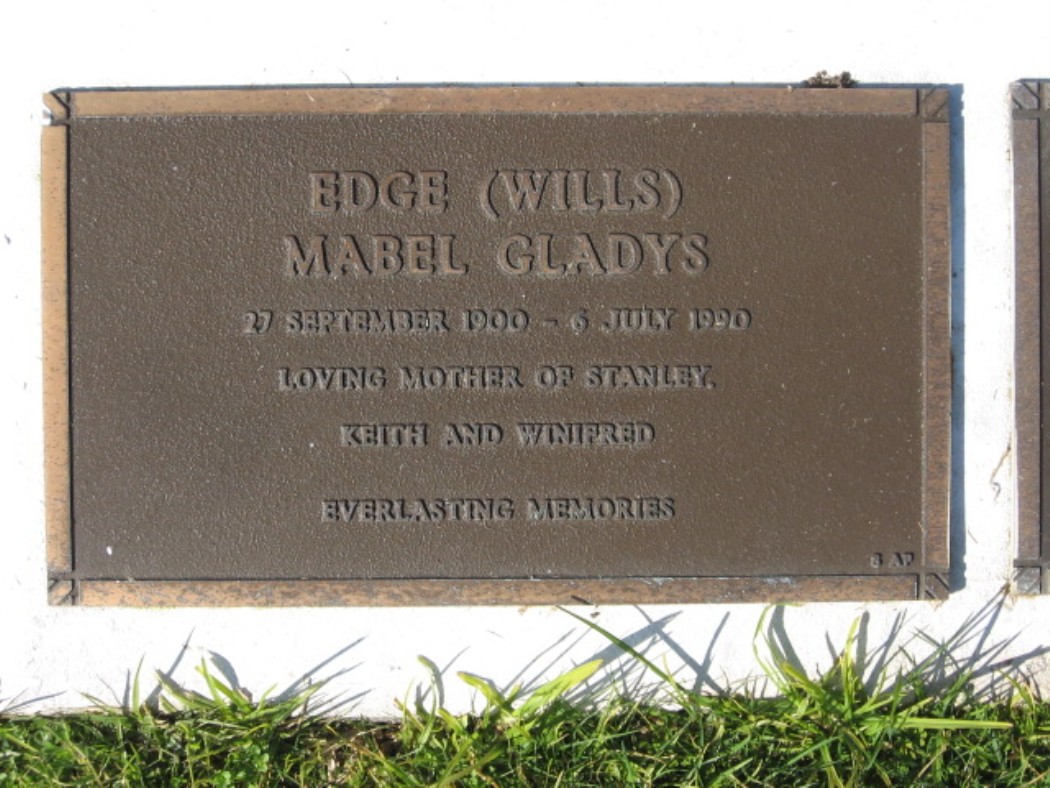 EDGE (WILLS)
MABEL GLADYS
27 SEPTEMBER 1900 - 6 JULY 1990
LOVING MOTHER OF STANLEY,
KEITH AND WINIFRED
EVERLASTING MEMORIES
8 AP